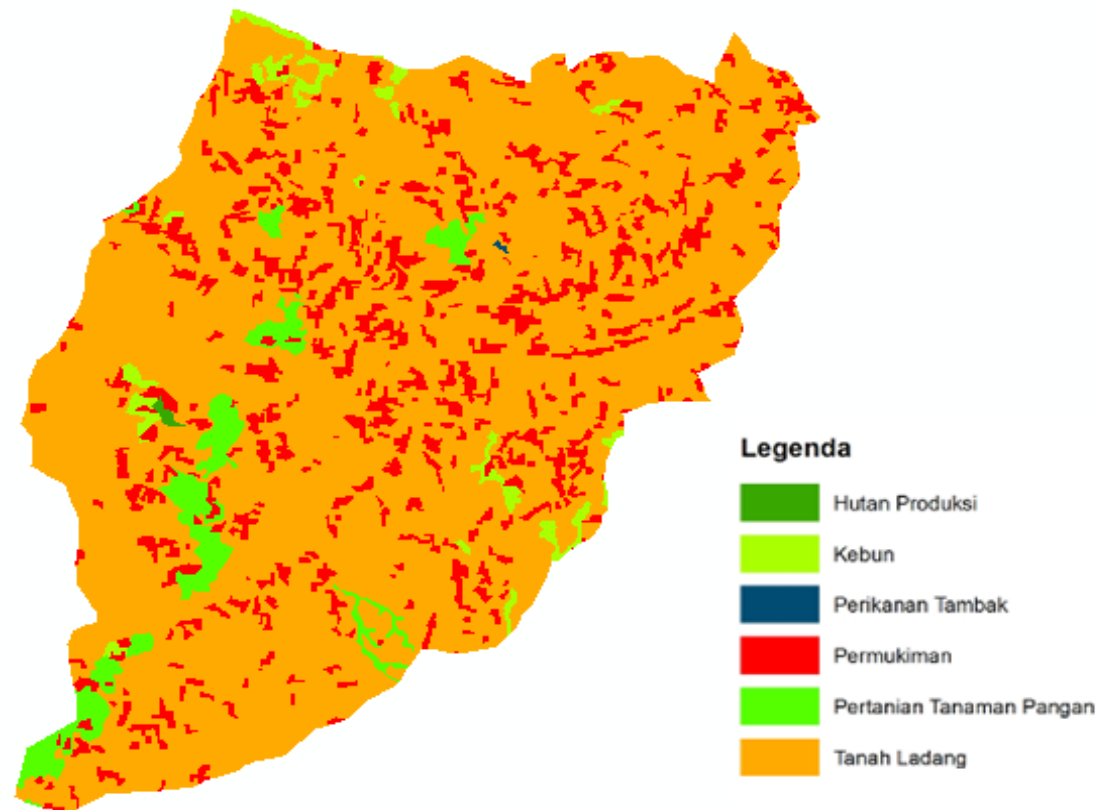 Legenda
Hutan Produksi
Kebun
Perikanan Tambak
Permukiman
Pertanian Tanaman Pangan
Tanah Ladang